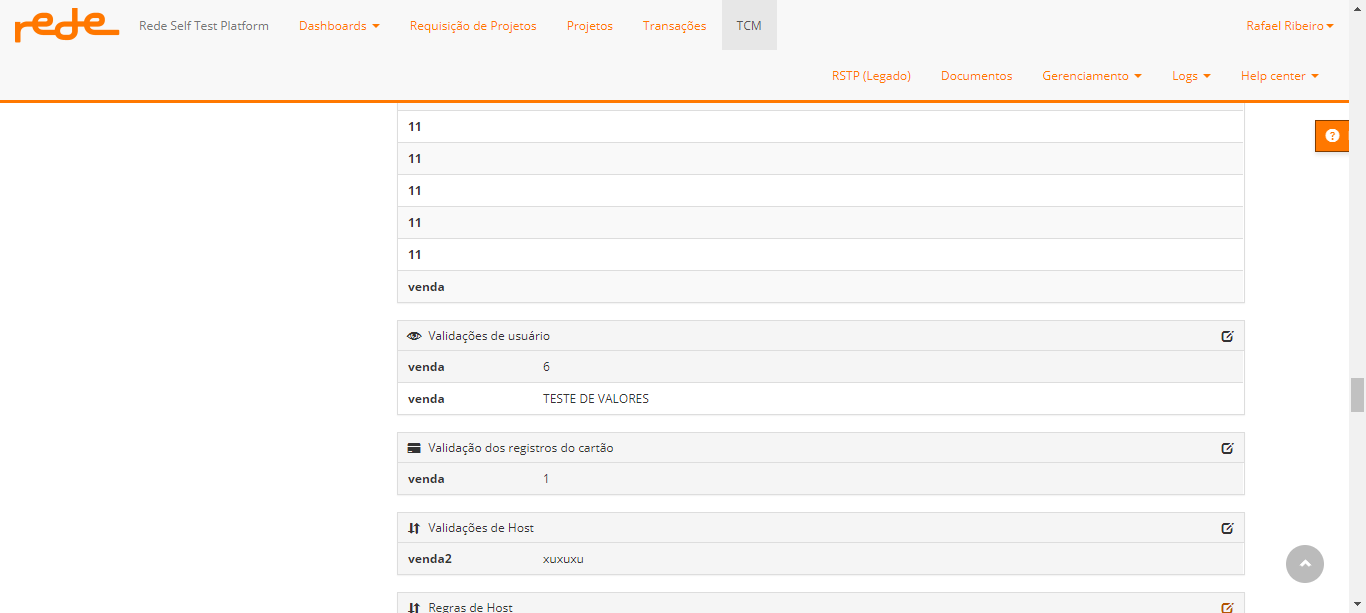 rede Rede Self Test Platform Dashboards Requisição de Projetos Projetos Transações TCM Rafael Ribeiro
RSTP (Legado) Documentos Gerenciamento Logs Help center
11
11
11
11
11
venda
Validações de usuário
venda 6
venda TESTE DE VALORES
Validação dos registros do cartão
venda 1
Validações de Host
venda2 xuxuxu
Regras de Host